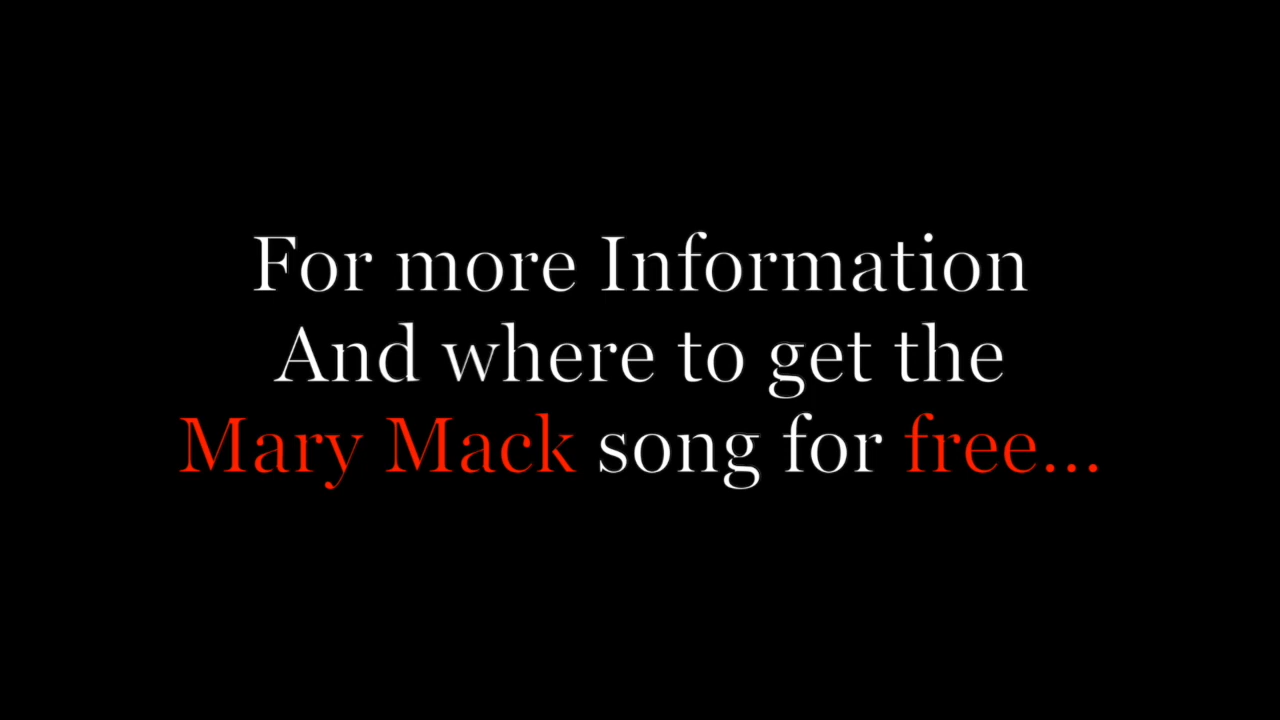 For more Information
And where to get the
Mary Mack song for free...